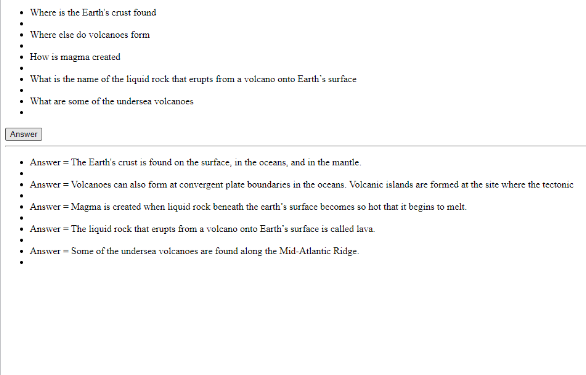 Where is the Earth's crust found
Where else do volcanoes form
How is magma created
What is the name of the liquid rock that erupts from a volcano onto Earth's surface
What are some of the undersea volcanoes
Answer
Answer = The Earth's crust is found on the surface, in the oceans, and in the mantle.
Answer = Volcanoes can also form at convergent plate boundaries in the oceans. Volcanic islands are formed at the site where the tectonic
Answer = Magma is created when liquid rock beneath the earth's surface becomes so hot that it begins to melt.
Answer = The liquid rock that erupts from a volcano onto Earth's surface is called lava.
Answer = Some of the undersea volcanoes are found along the Mid-Atlantic Ridge.